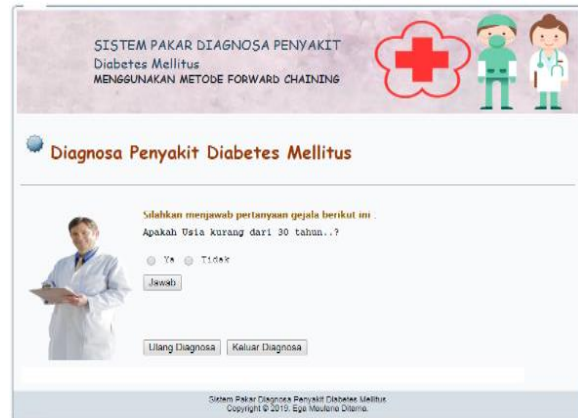 SISTEM PAKAR DIAGNOSA PENYAKIT
Diabetes Mellitus
MENGGUNAKAN METODE FORWARD CHAINING
Diagnosa Penyakit Diabetes Mellitus
Silahkan menjawab pertanyaan gejala berikut ini :
Apakah Usia kurang dari 30 tahun..?
Ya Tidak
Jawab
Ulang Diagnosa Keluar Diagnosa
Sistem Pakar Diagnosa Penyakit Diabetes Mellitus
Copyright © 2019. Ega Maulana Ditama.